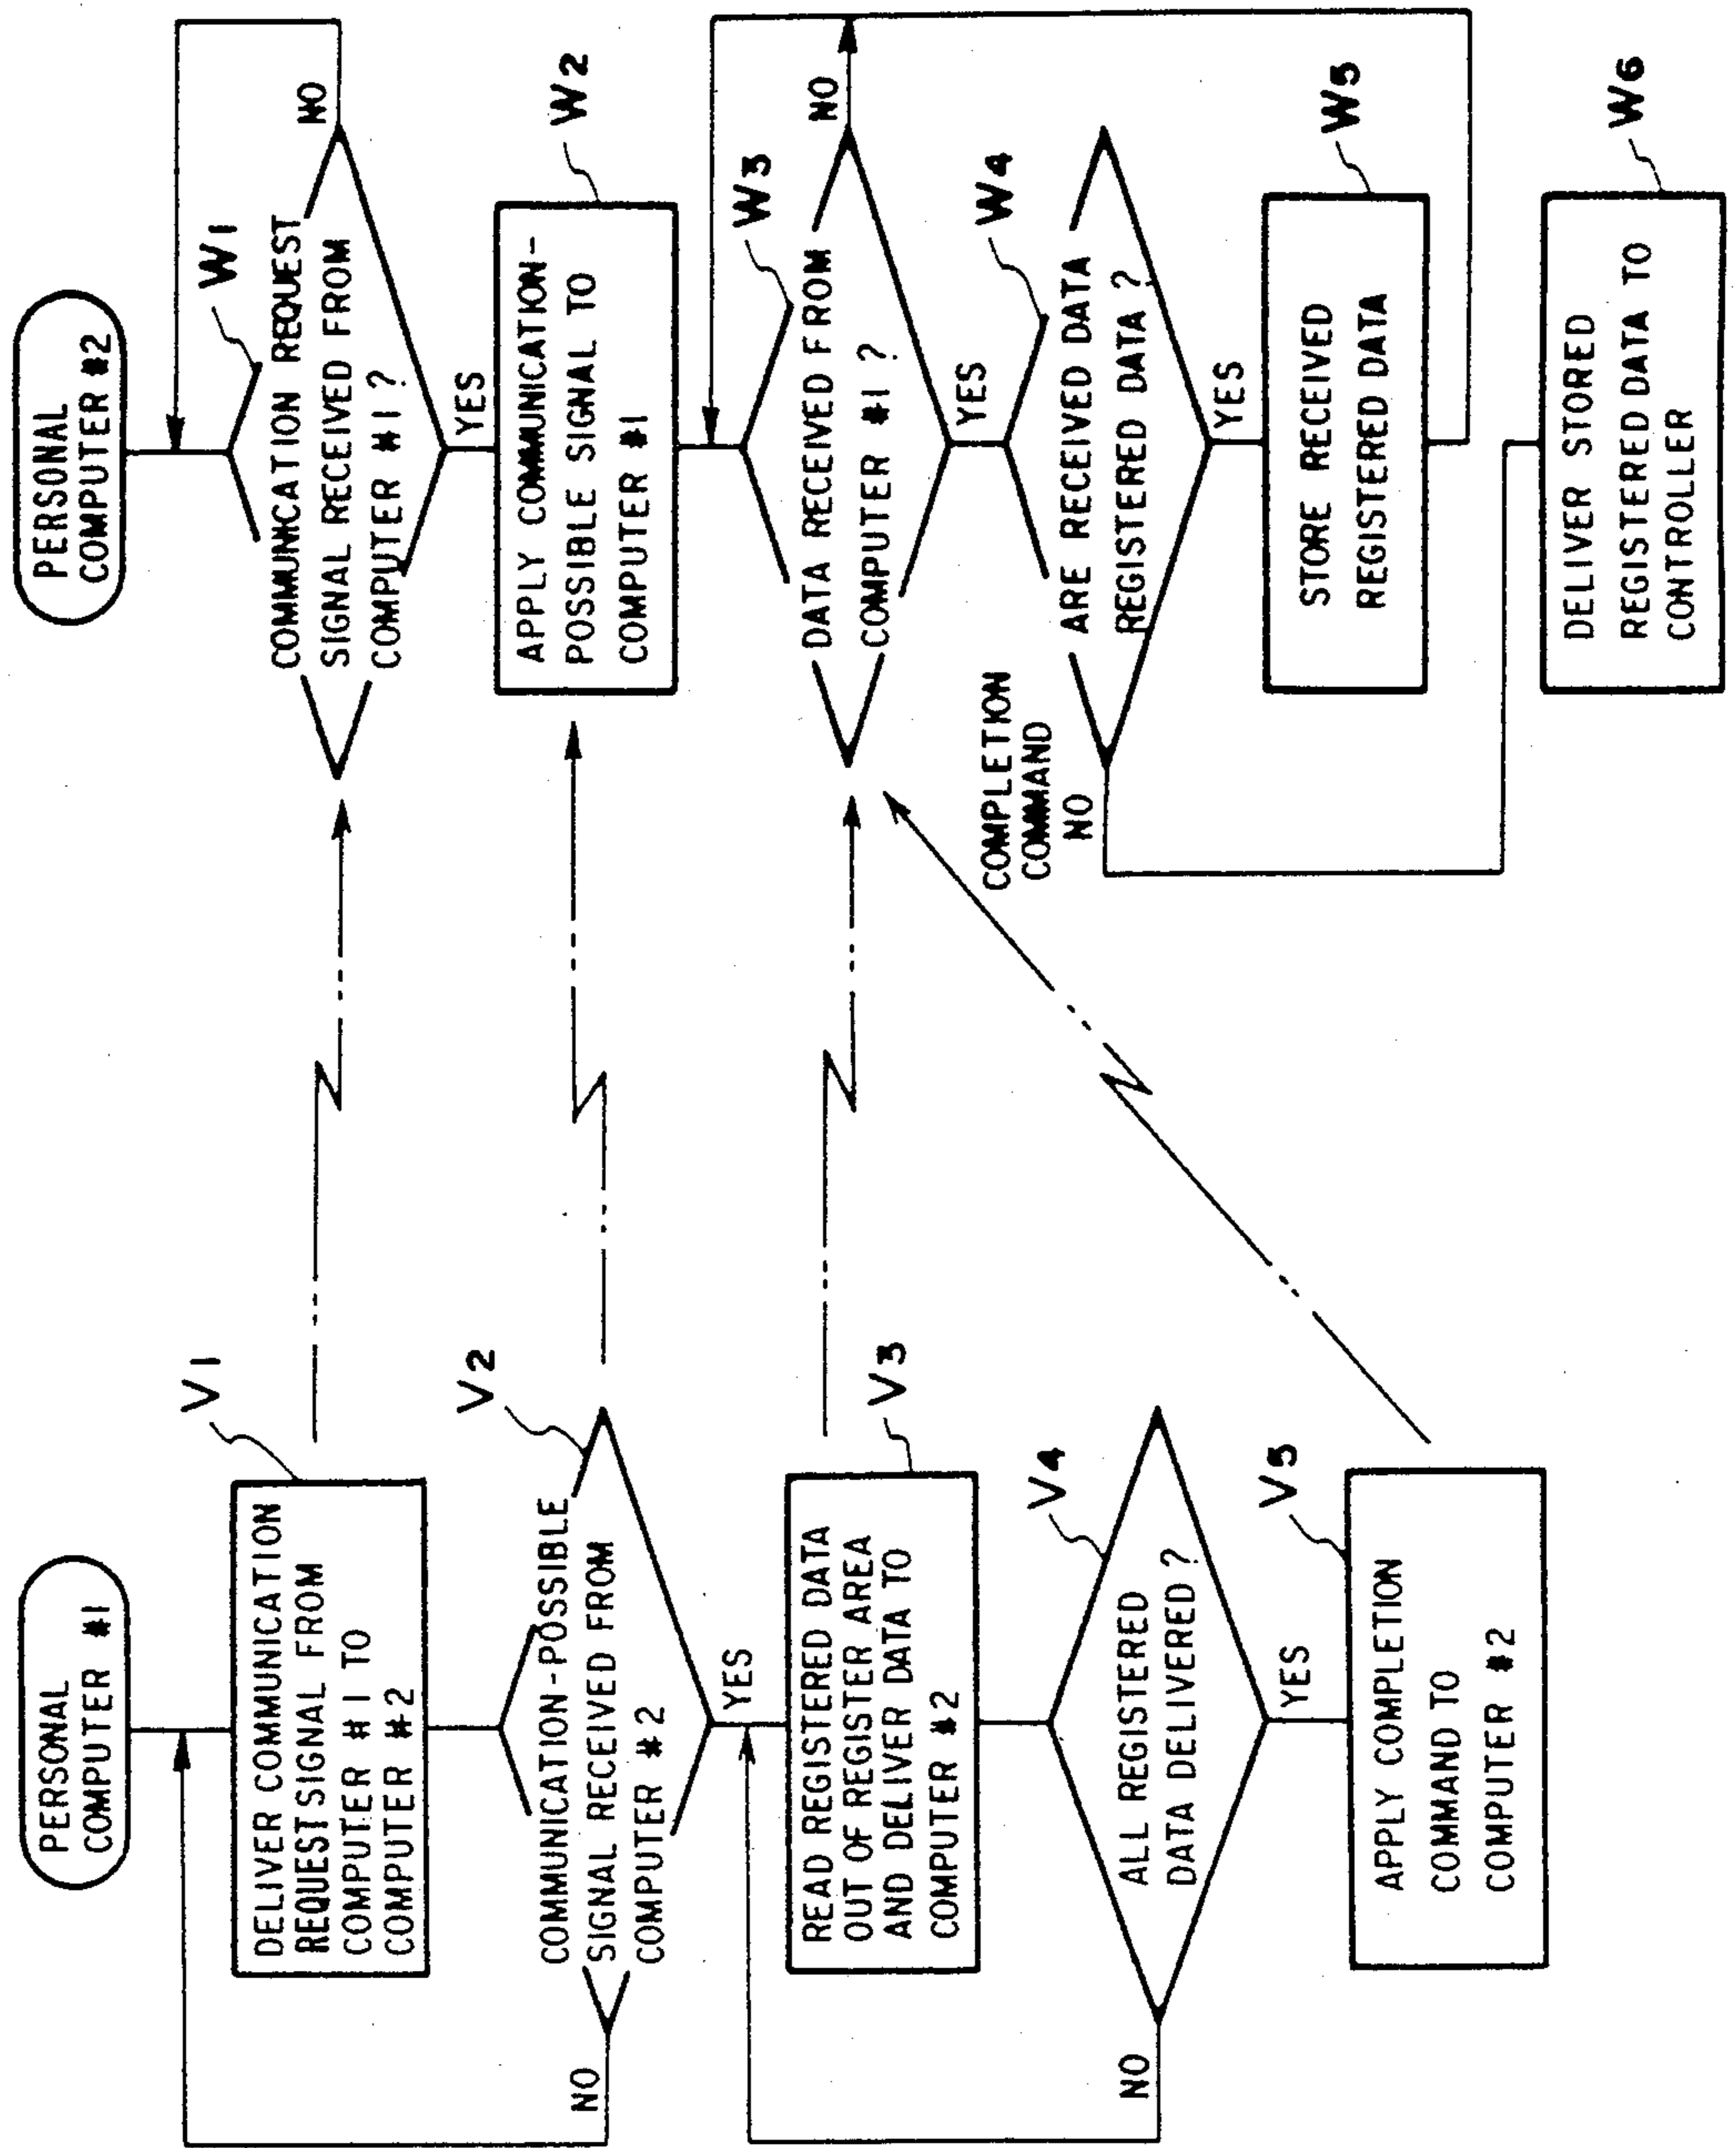 PERSONAL
COMPUTER #1
V1
DELIVER COMMUNICATION
REQUEST SIGNAL FROM
COMPUTER #1 TO
COMPUTER #2
V2
COMMUNICATION-POSSIBLE
SIGNAL RECEIVED FROM
COMPUTER #2
NO
YES
V3
READ REGISTERED DATA
OUT OF REGISTER AREA
AND DELIVER DATA TO
COMPUTER #2
V4
ALL REGISTERED
DATA DELIVERED ?
NO
YES
V5
APPLY COMPLETION
COMMAND TO
COMPUTER #2
PERSONAL
COMPUTER #2
W1
COMMUNICATION REQUEST
SIGNAL RECEIVED FROM
COMPUTER #1 ?
NO
YES
W2
APPLY COMMUNICATION-
POSSIBLE SIGNAL TO
COMPUTER #1
W3
DATA RECEIVED FROM
COMPUTER #1 ?
NO
YES
W4
ARE RECEIVED DATA
REGISTERED DATA ?
COMPLETION
COMMAND
NO
YES
W5
STORE RECEIVED
REGISTERED DATA
W6
DELIVER STORED
REGISTERED DATA TO
CONTROLLER